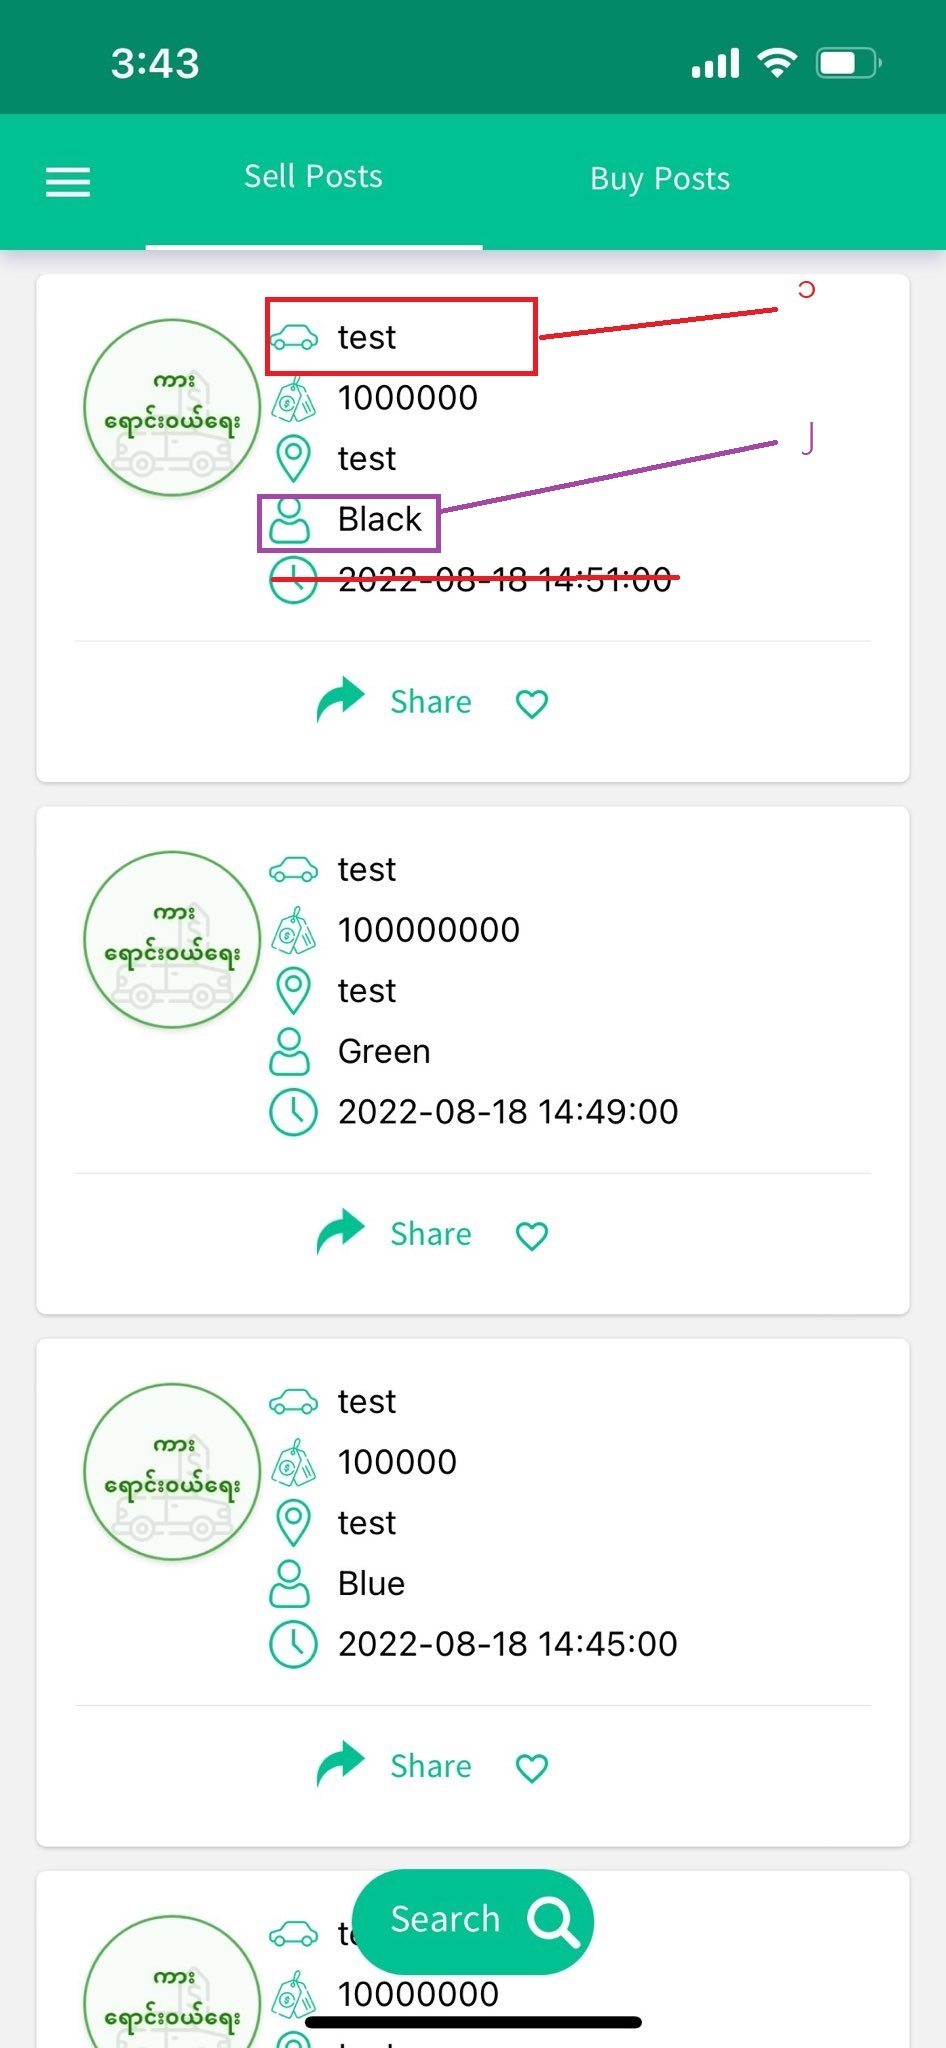 3:43
Sell Posts
Buy Posts
ကား
ရောင်းဝယ်ရေး
test
၁
1000000
test
၂
Black
2022-08-18 14:51:00
Share
ကား
ရောင်းဝယ်ရေး
test
100000000
test
Green
2022-08-18 14:49:00
Share
ကား
ရောင်းဝယ်ရေး
test
100000
test
Blue
2022-08-18 14:45:00
Share
Search
ကား
ရောင်းဝယ်ရေး
10000000